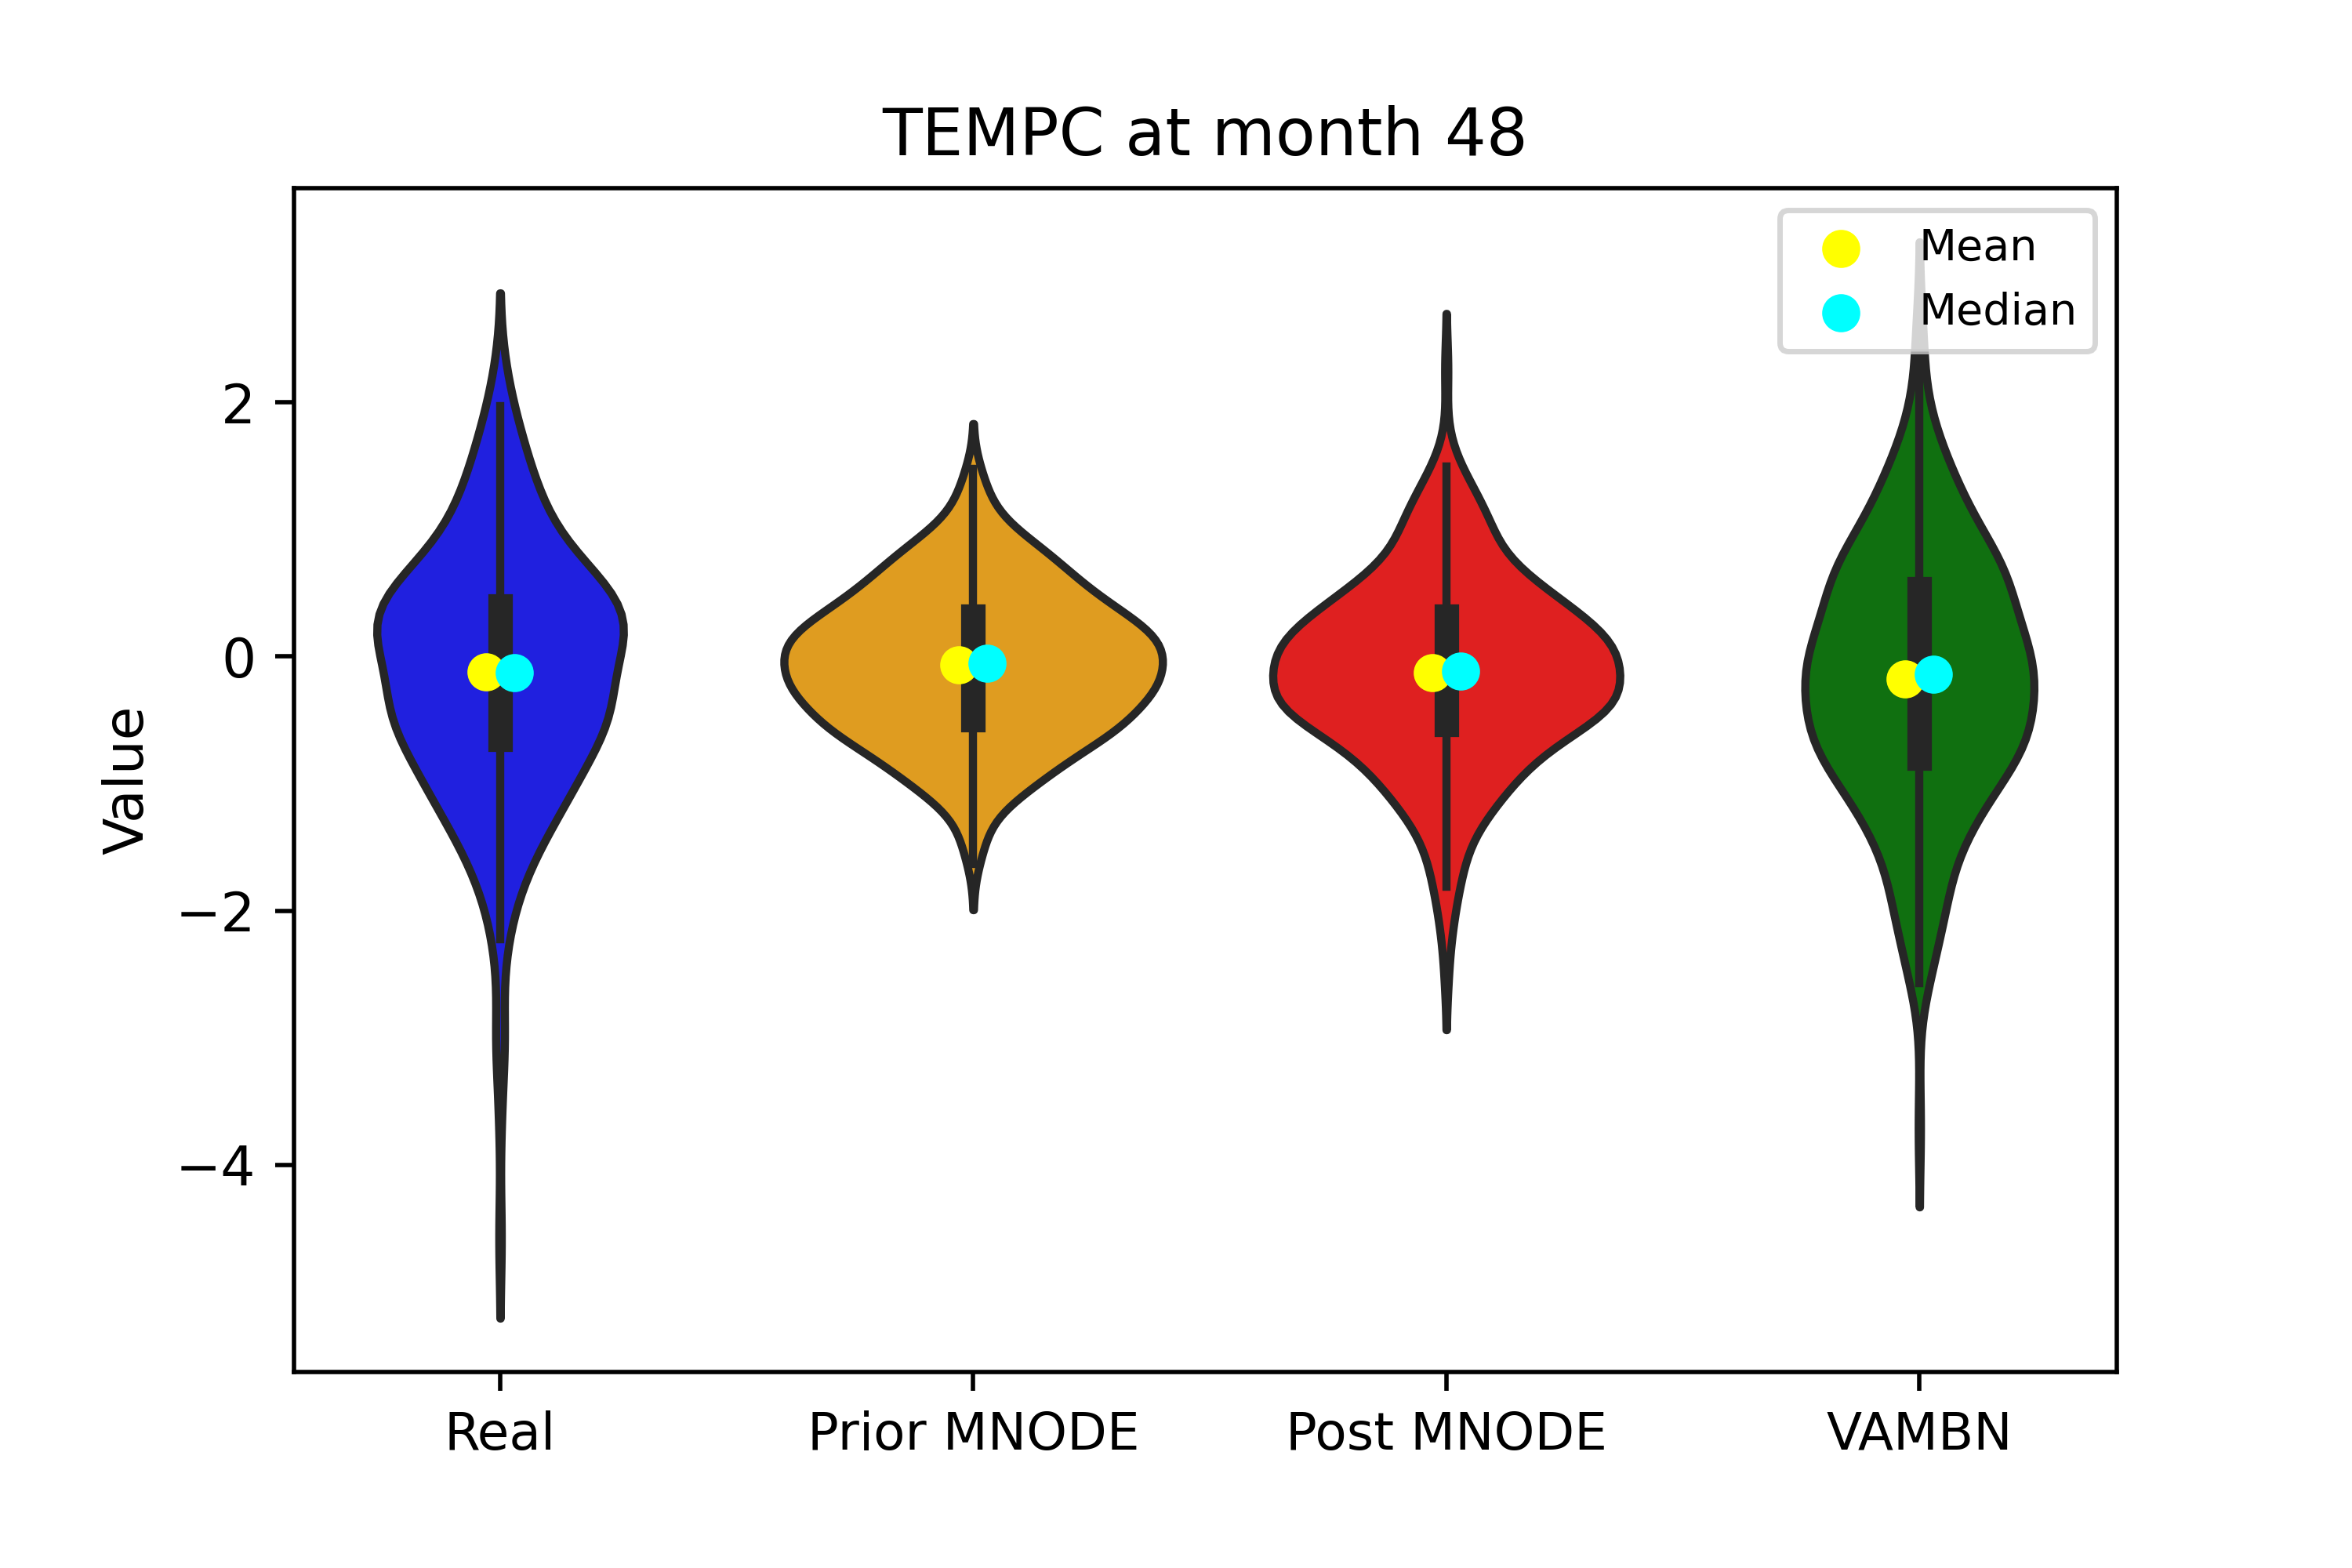 TEMPC at month 48
Mean
Median
Value
2
0
−2
−4
Real
Prior MNODE
Post MNODE
VAMBN